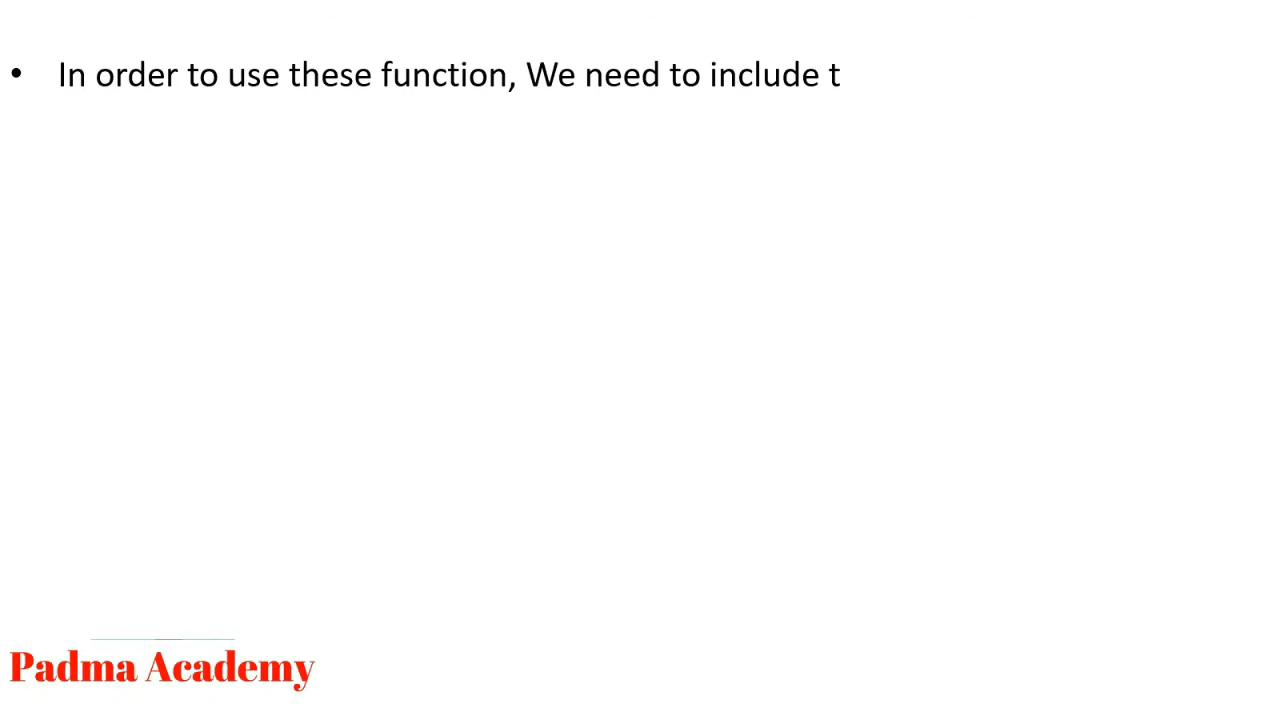 • In order to use these function, We need to include t
Padma Academy